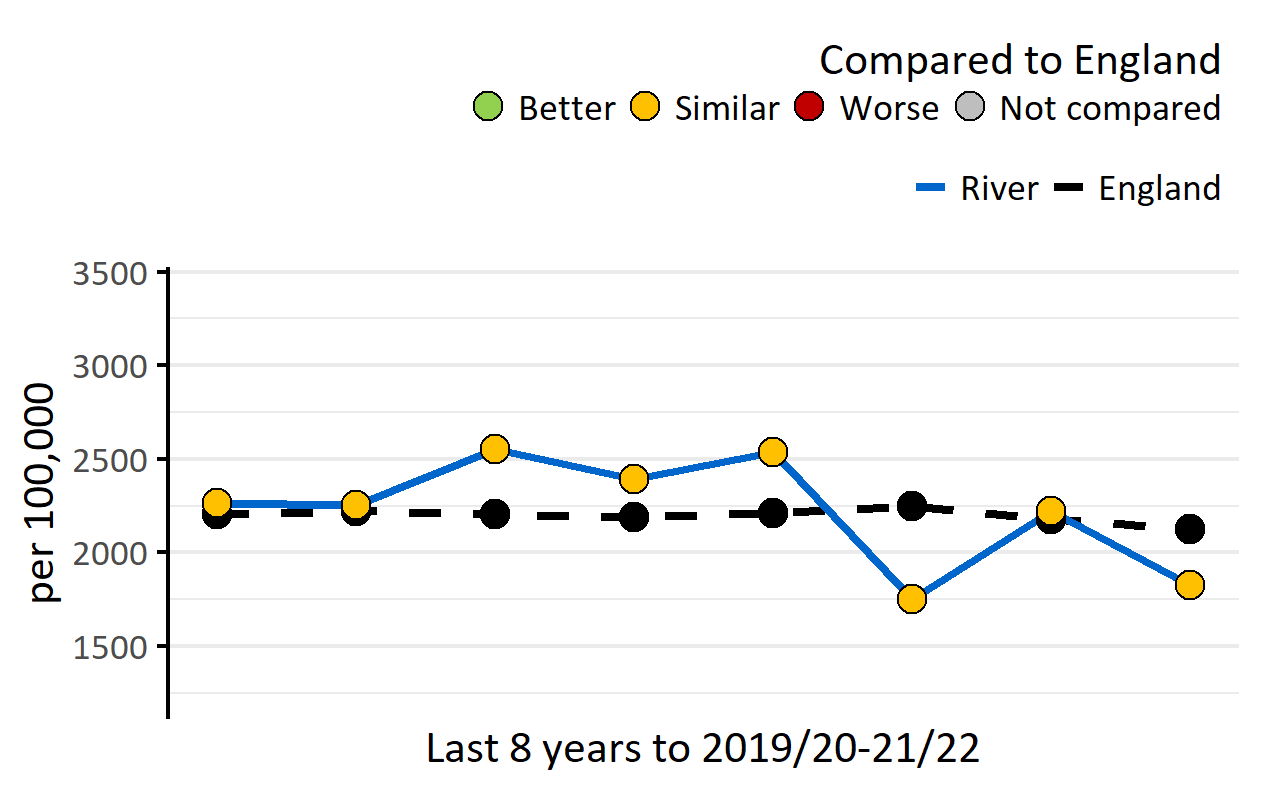 Compared to England
Better Similar Worse Not compared
River England
3500
3000
2500
2000
1500
per 100,000
Last 8 years to 2019/20-21/22